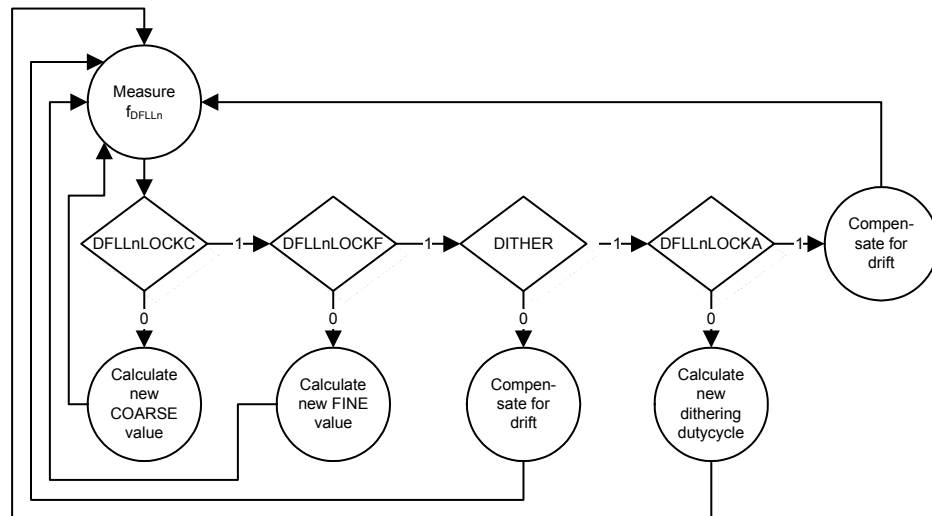 Measure
fDFLLn
DFLLnLOCKC
1
DFLLnLOCKF
1
DITHER
1
DFLLnLOCKA
1
Compen-
sate for
drift
0
0
0
0
Calculate
new
COARSE
value
Calculate
new FINE
value
Compen-
sate for
drift
Calculate
new
dithering
dutycycle